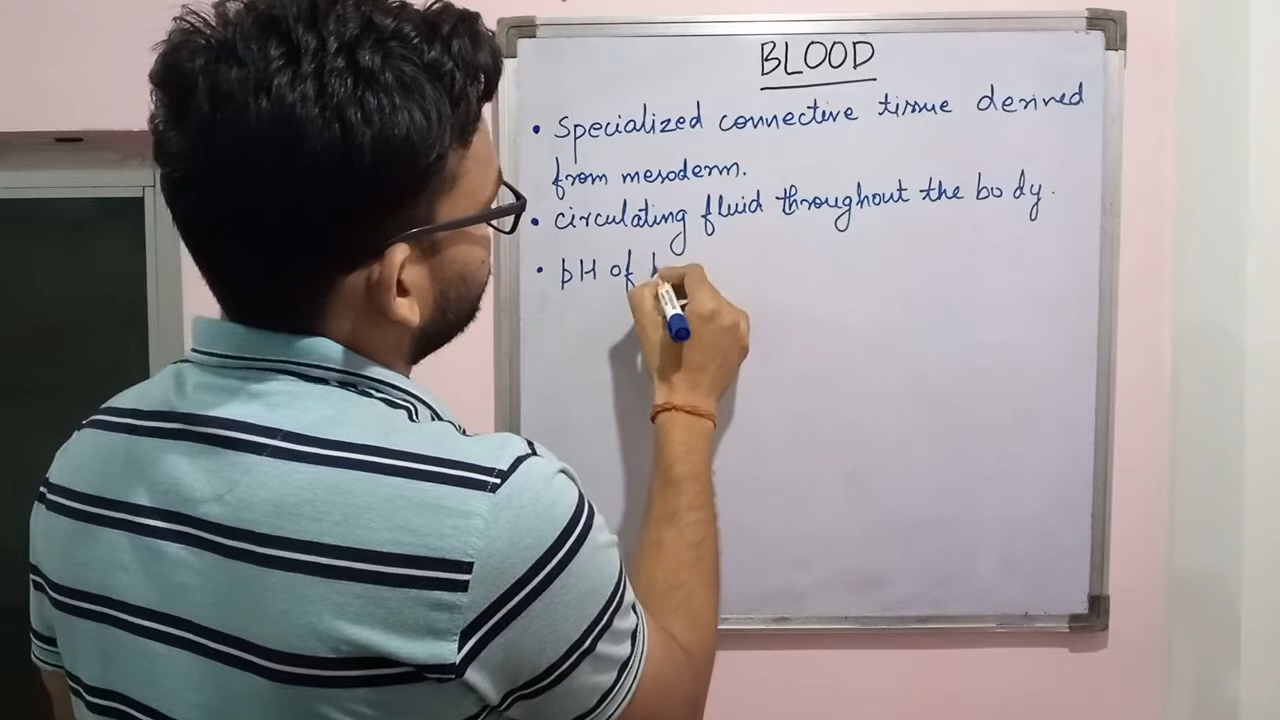 BLOOD
• Specialized connective tissue derived
from mesoderm.
• circulating fluid throughout the body.
• pH of